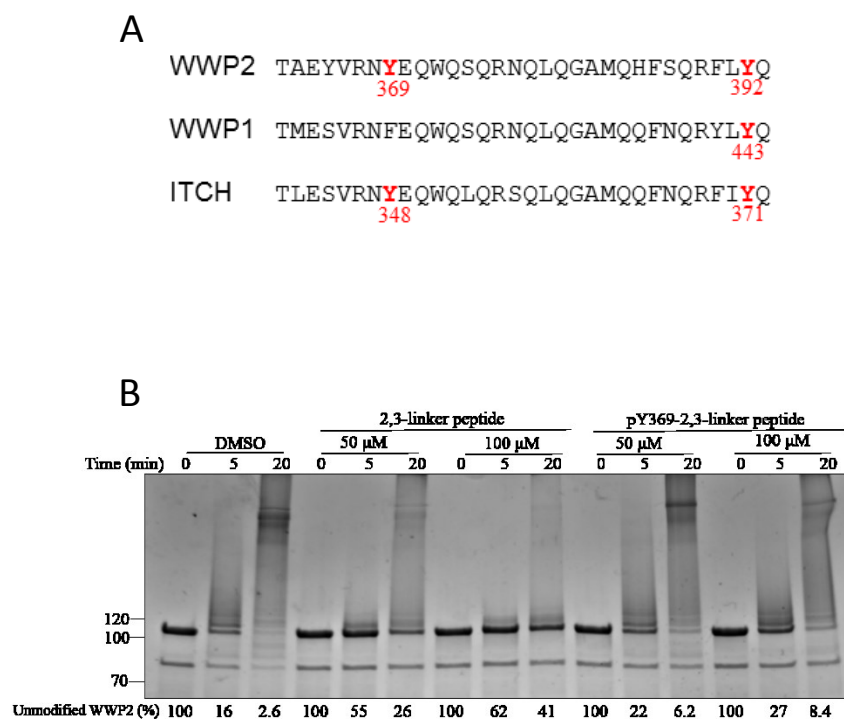 A
WWP2 TAEYVRNYEQWQSQRNQLQGAMQHFSQRFLYQ
369 392
WWP1 TMESVRNFEQWQSQRNQLQGAMQQFNQRYLYQ
443
ITCH TLESVRNYEQWQLQRSQLQGAMQQFNQRFIYQ
348 371
B
2,3-linker peptide pY369-2,3-linker peptide
DMSO 50 µM 100 µM 50 µM 100 µM
Time (min) 0 5 20 0 5 20 0 5 20 0 5 20 0 5 20
120
100
70
Unmodified WWP2 (%) 100 16 2.6 100 55 26 100 62 41 100 22 6.2 100 27 8.4